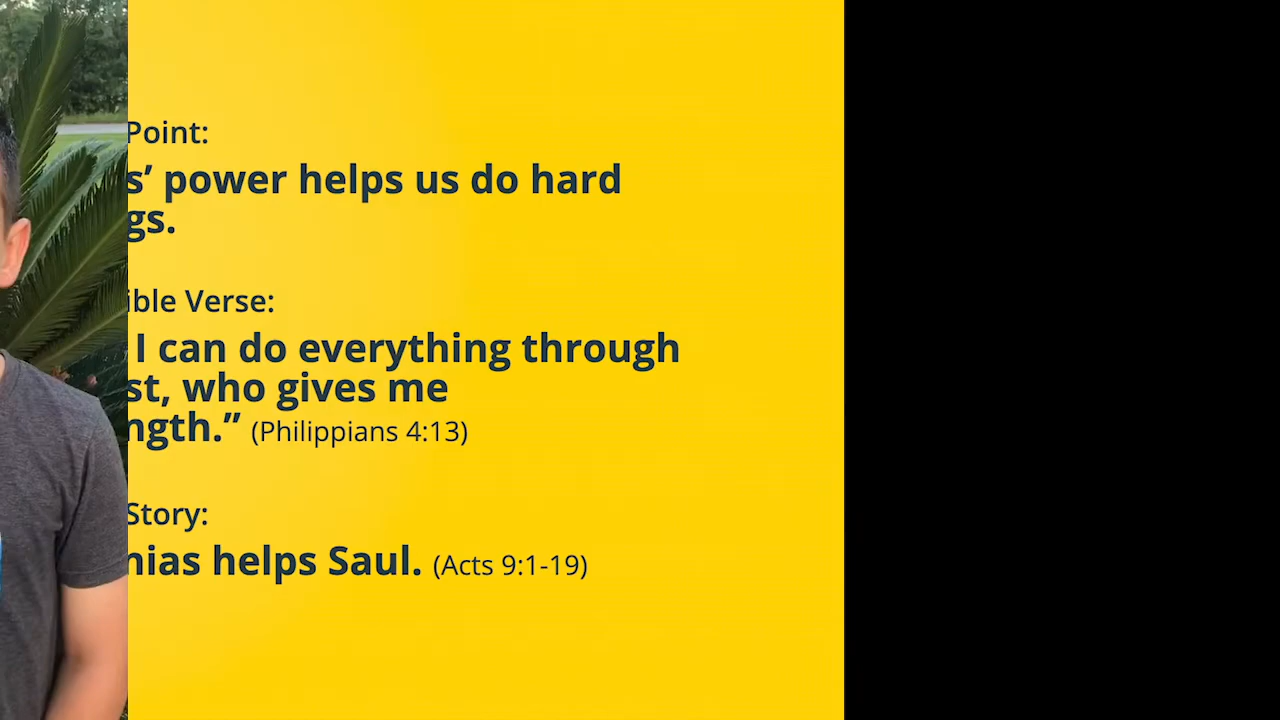 Point:
s’ power helps us do hard
gs.
ible Verse:
I can do everything through
st, who gives me
ngth.” (Philippians 4:13)
Story:
nias helps Saul. (Acts 9:1-19)